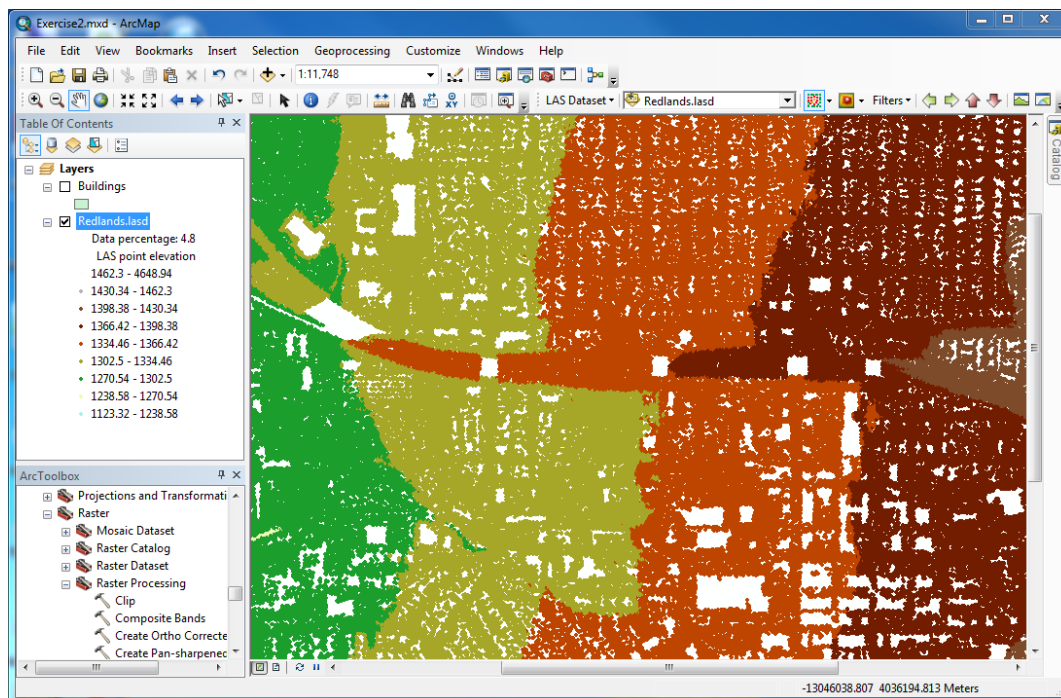 Exercise2.mxd - ArcMap
File Edit View Bookmarks Insert Selection Geoprocessing Customize Windows Help
1:11,748
LAS Dataset Redlands.lasd Filters
Table Of Contents
Layers
Buildings
Redlands.lasd
Data percentage: 4.8
LAS point elevation
1462.3 - 4648.94
1430.34 - 1462.3
1398.38 - 1430.34
1366.42 - 1398.38
1334.46 - 1366.42
1302.5 - 1334.46
1270.54 - 1302.5
1238.58 - 1270.54
1123.32 - 1238.58
Catalog
ArcToolbox
Projections and Transformati
Raster
Mosaic Dataset
Raster Catalog
Raster Dataset
Raster Processing
Clip
Composite Bands
Create Ortho Correcte
Create Pan-sharpened
-13046038.807 4036194.813 Meters